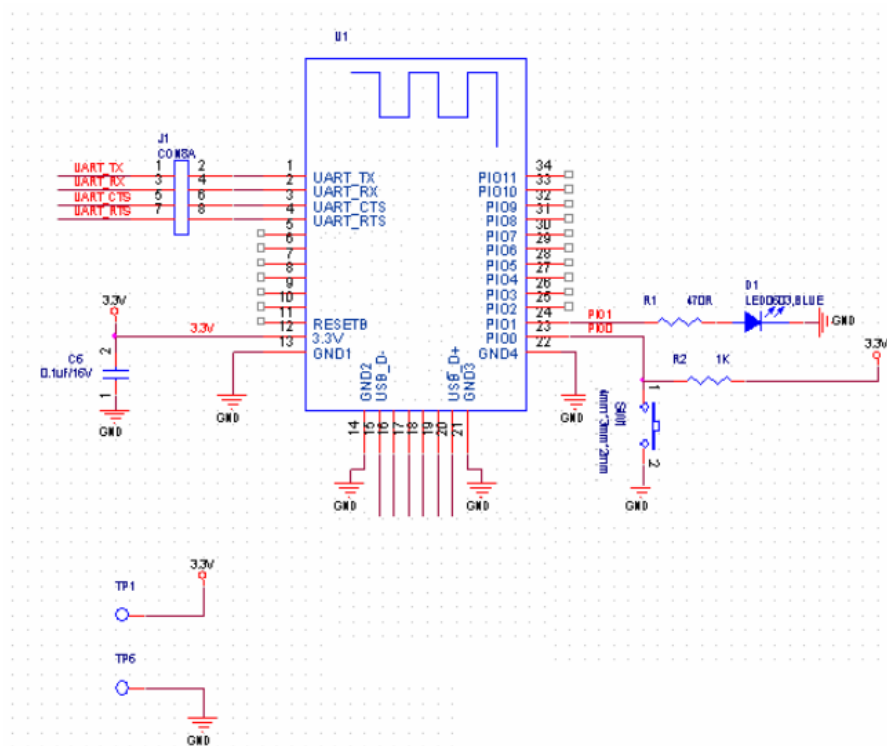 U1
J1
CON8A
UART_TX 1 2 1 UART_TX
UART_RX 3 4 2 UART_RX
UART_CTS 5 6 3 UART_CTS
UART_RTS 7 8 4 UART_RTS
5
6
7
8
9
10
11 RESETB
3.3V 3.3V 12 3.3V
13 GND1
2 C6
0.1uF/16V
1
GND
GND
PIO11 34
PIO10 33
PIO9 32
PIO8 31
PIO7 30
PIO6 29
PIO5 28
PIO4 27
PIO3 26
PIO2 25
PIO1 24 PIO1 R1 470R D1
LED0603,BLUE
GND
PIO0 23 PIO0
GND4 22
GND
R2 1K 3.3V
1
SW1
4mm*3mm*2mm
2
GND
GND2 USB_D- USB_D+ GND3
14 15 16 17 18 19 20 21
GND GND
TP1 3.3V
TP6
GND